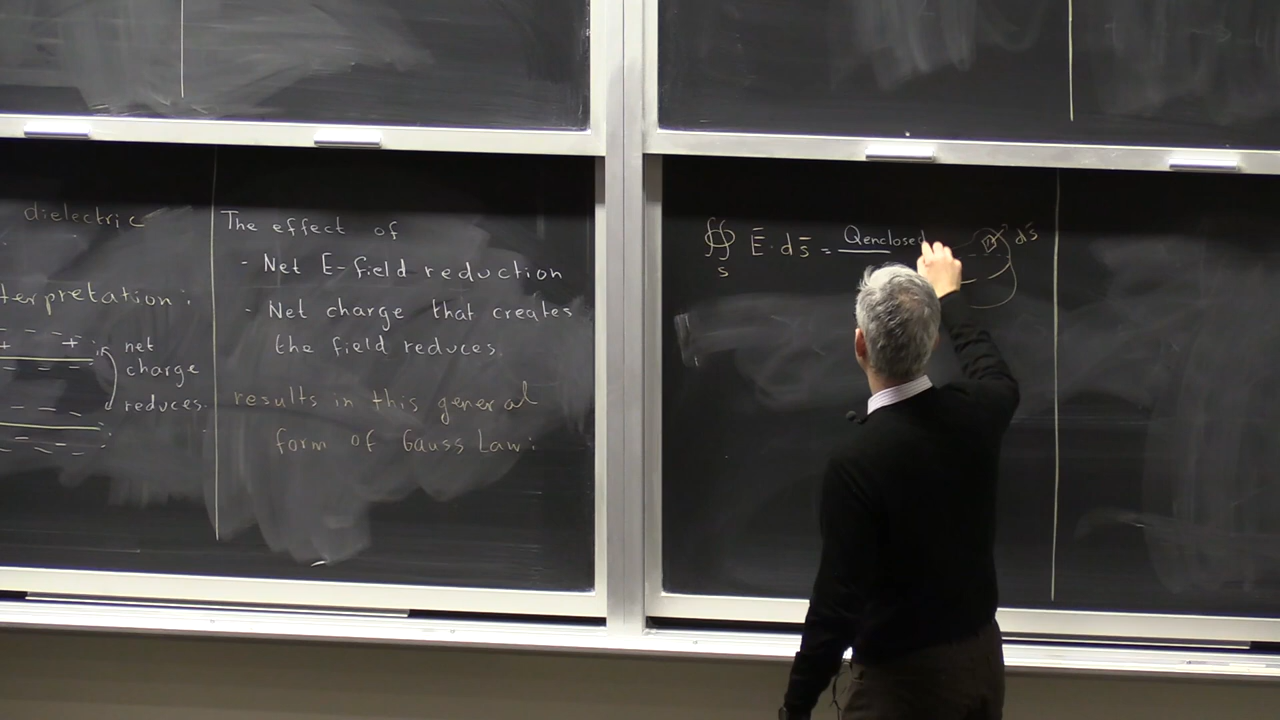 dielectric
terpretation:
+ + net
charge
reduces.
The effect of
- Net E-field reduction
- Net charge that creates
the field reduces.
results in this general
form of Gauss Law:
∯ E̅ · ds̅ = Qenclosed
S
ds̅